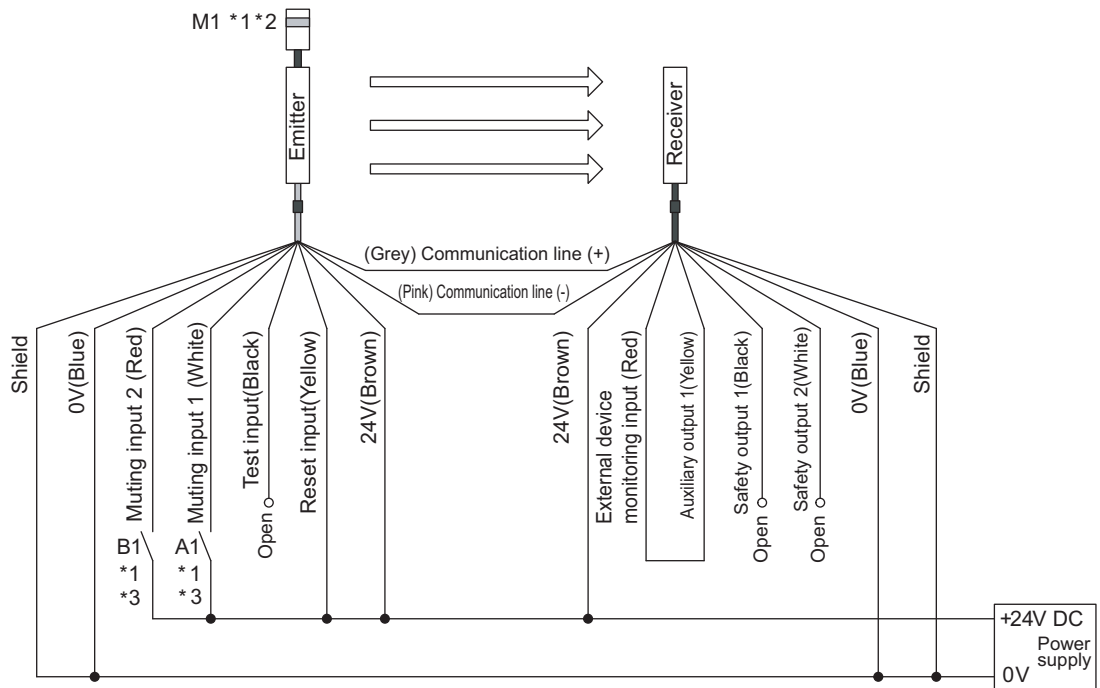 M1 *1*2
Emitter
Receiver
(Grey) Communication line (+)
(Pink) Communication line (-)
Shield
0V(Blue)
Muting input 2 (Red)
Muting input 1 (White)
Test input(Black)
Reset input(Yellow)
24V(Brown)
24V(Brown)
External device
monitoring input (Red)
Auxiliary output 1(Yellow)
Safety output 1(Black)
Safety output 2(White)
0V(Blue)
Shield
B1
*1
*3
A1
*1
*3
Open
Open
Open
+24V DC
Power
supply
0V